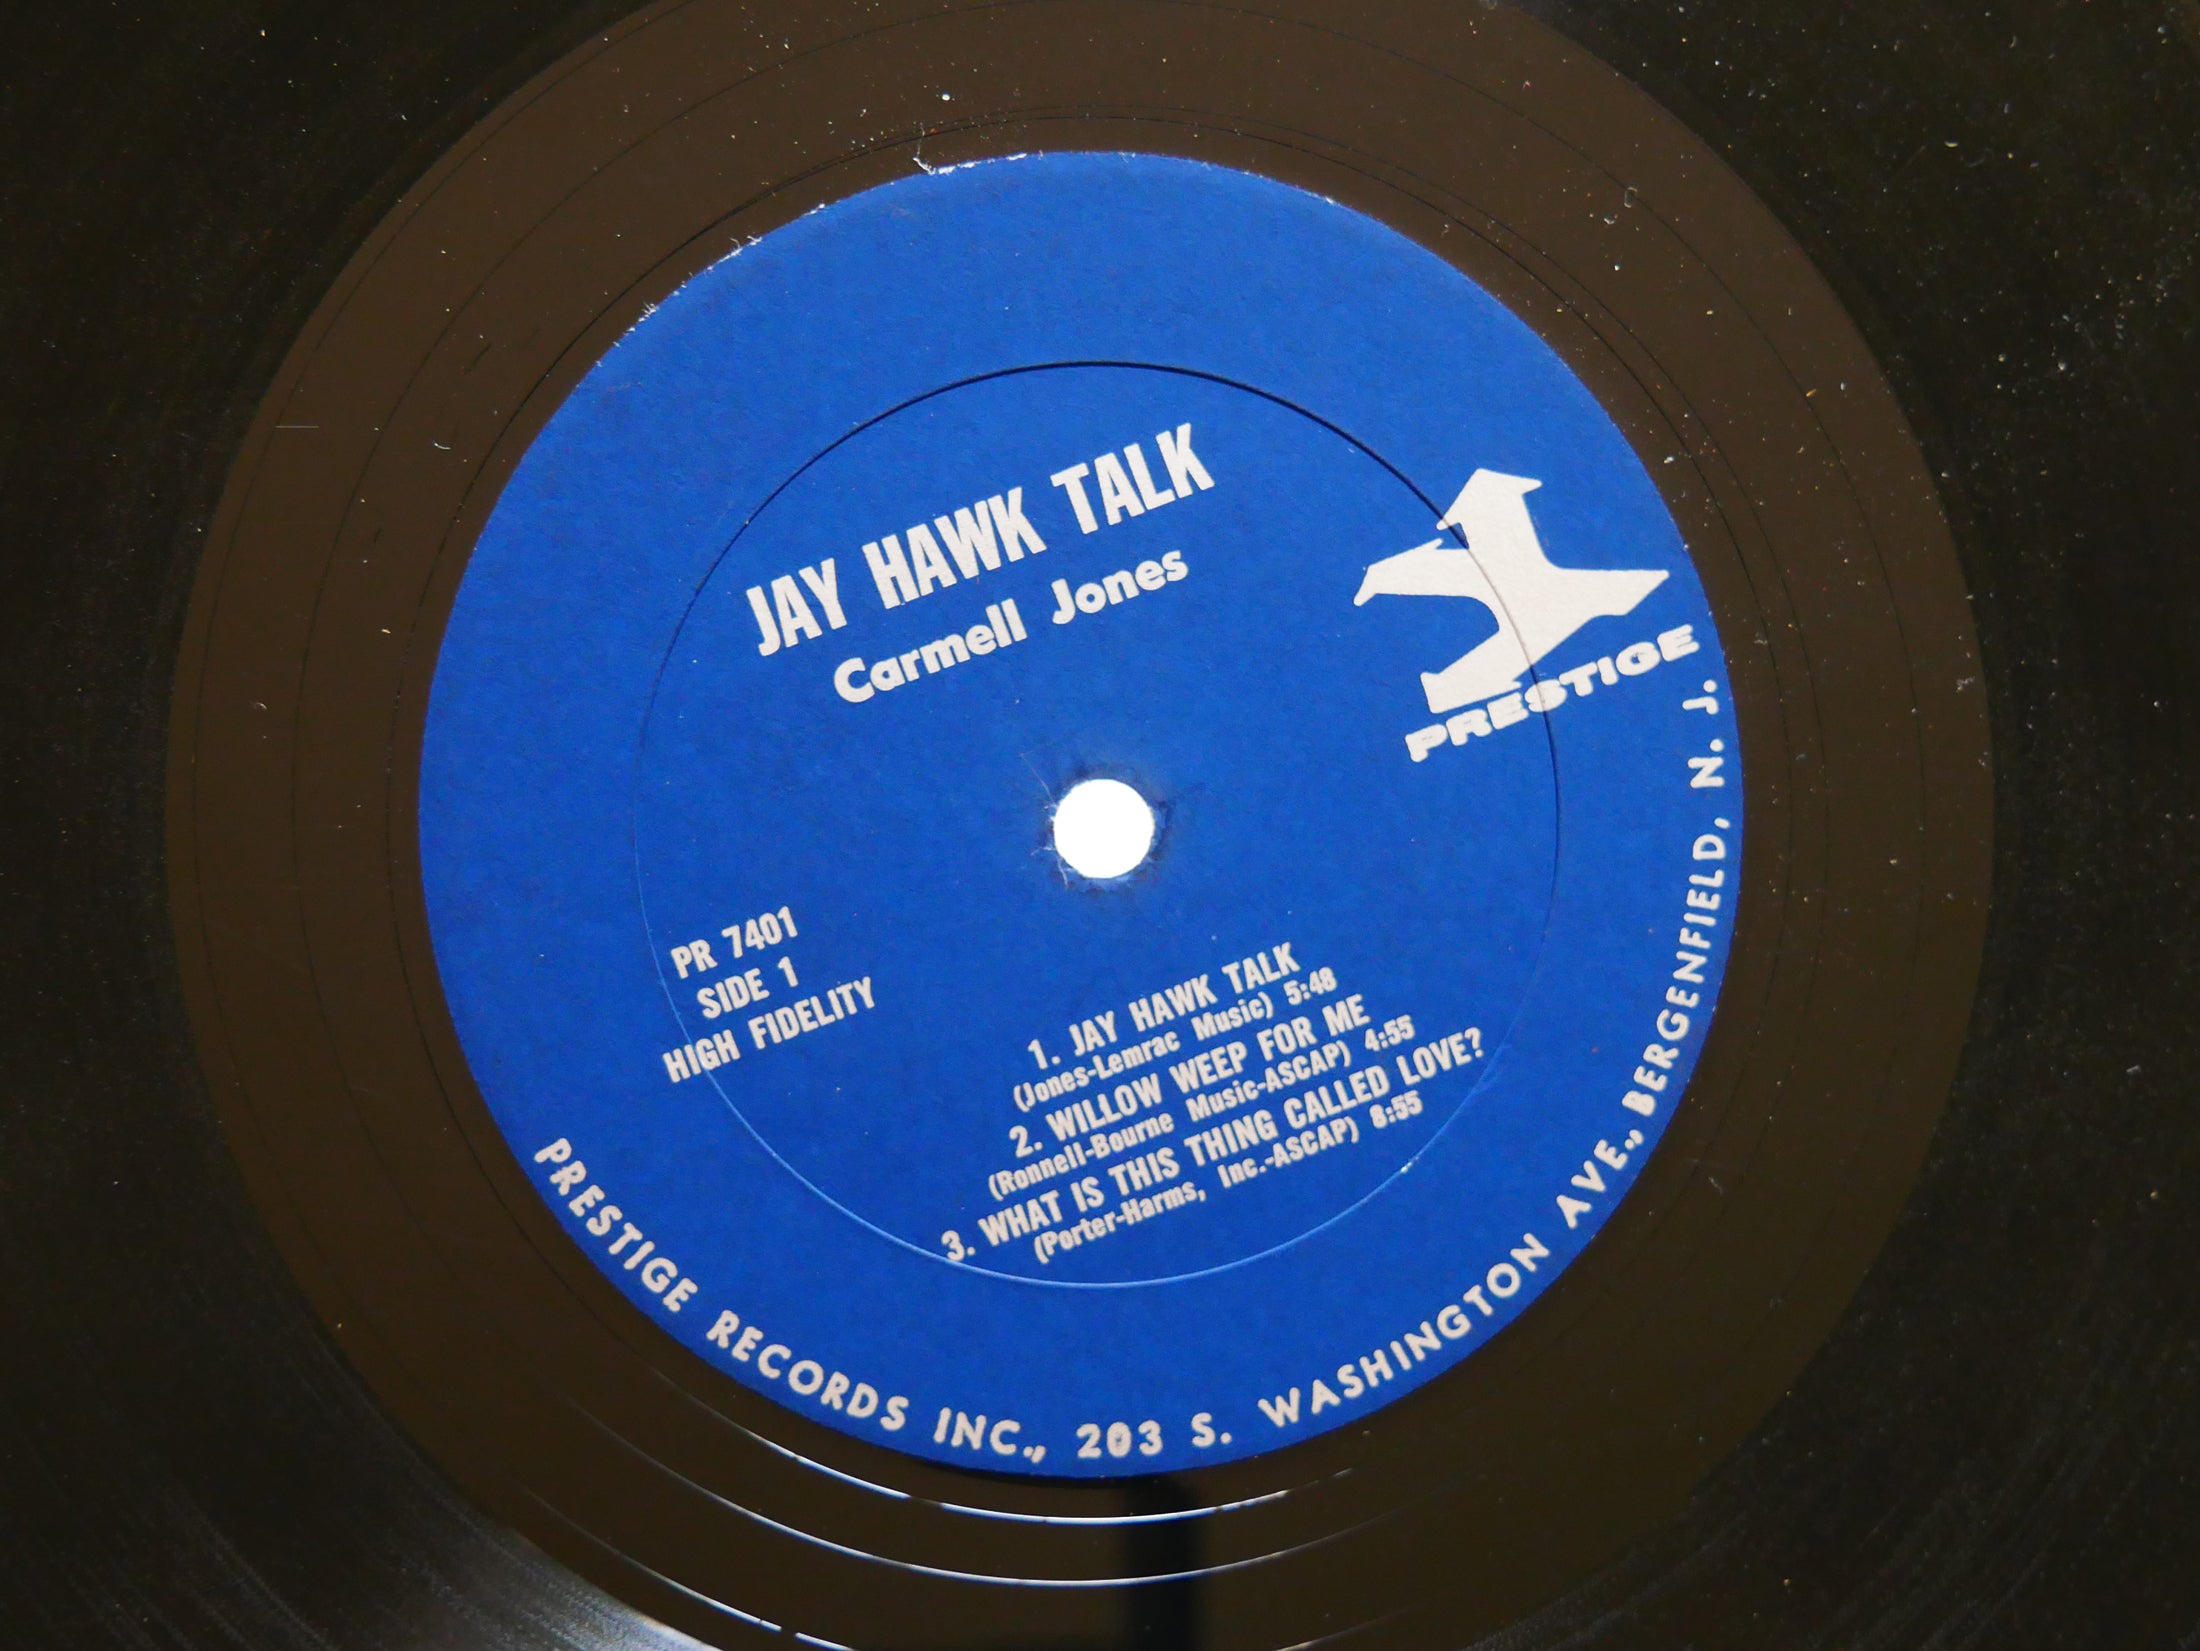 JAY HAWK TALK
Carmell Jones
PRESTIGE
PR 7401
SIDE 1
HIGH FIDELITY
1. JAY HAWK TALK
(Jones-Lemrac Music) 5:48
2. WILLOW WEEP FOR ME
(Ronnell-Bourne Music-ASCAP) 4:55
3. WHAT IS THIS THING CALLED LOVE?
(Porter-Harms, Inc.-ASCAP) 8:55
PRESTIGE RECORDS INC., 203 S. WASHINGTON AVE., BERGENFIELD, N. J.